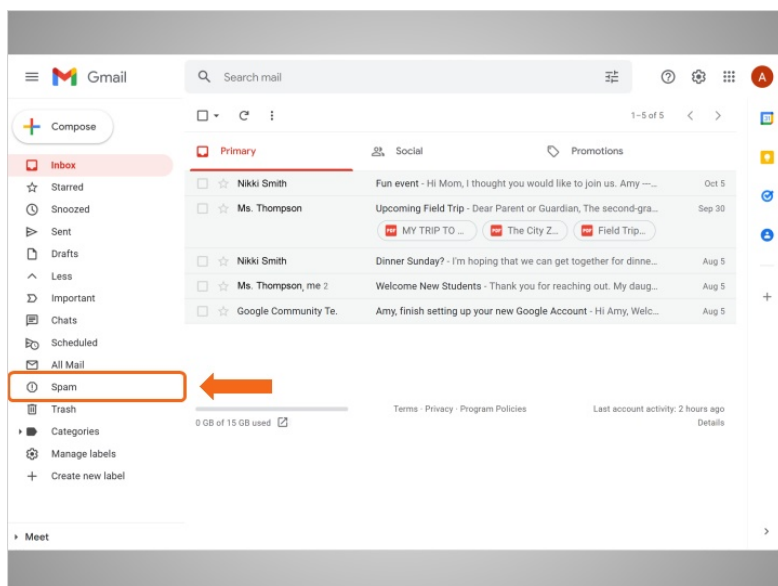 Gmail
Search mail
A
Compose
1–5 of 5
Primary
Social
Promotions
Inbox
Starred
Snoozed
Sent
Drafts
Less
Important
Chats
Scheduled
All Mail
Spam
Trash
Categories
Manage labels
Create new label
Meet
Nikki Smith Fun event - Hi Mom, I thought you would like to join us. Amy —... Oct 5
Ms. Thompson Upcoming Field Trip - Dear Parent or Guardian, The second-gra... Sep 30
PDF MY TRIP TO ... PDF The City Z... PDF Field Trip...
Nikki Smith Dinner Sunday? - I'm hoping that we can get together for dinne... Aug 5
Ms. Thompson, me 2 Welcome New Students - Thank you for reaching out. My daug... Aug 5
Google Community Te. Amy, finish setting up your new Google Account - Hi Amy, Welc... Aug 5
0 GB of 15 GB used
Terms · Privacy · Program Policies
Last account activity: 2 hours ago
Details